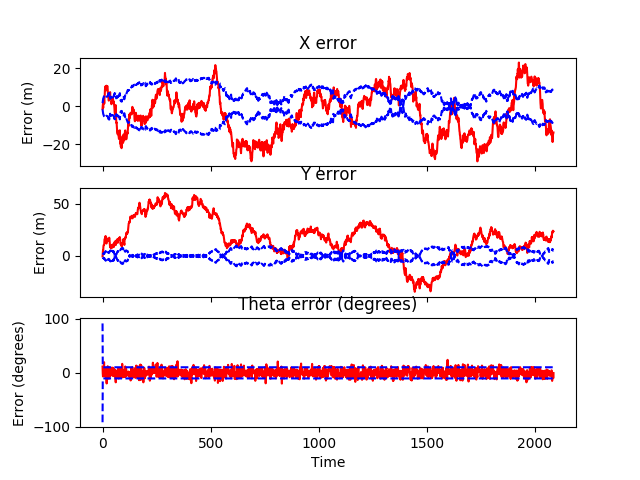 X error
Error (m)
20
0
−20
Y error
Error (m)
50
0
Theta error (degrees)
Error (degrees)
100
0
−100
0 500 1000 1500 2000
Time